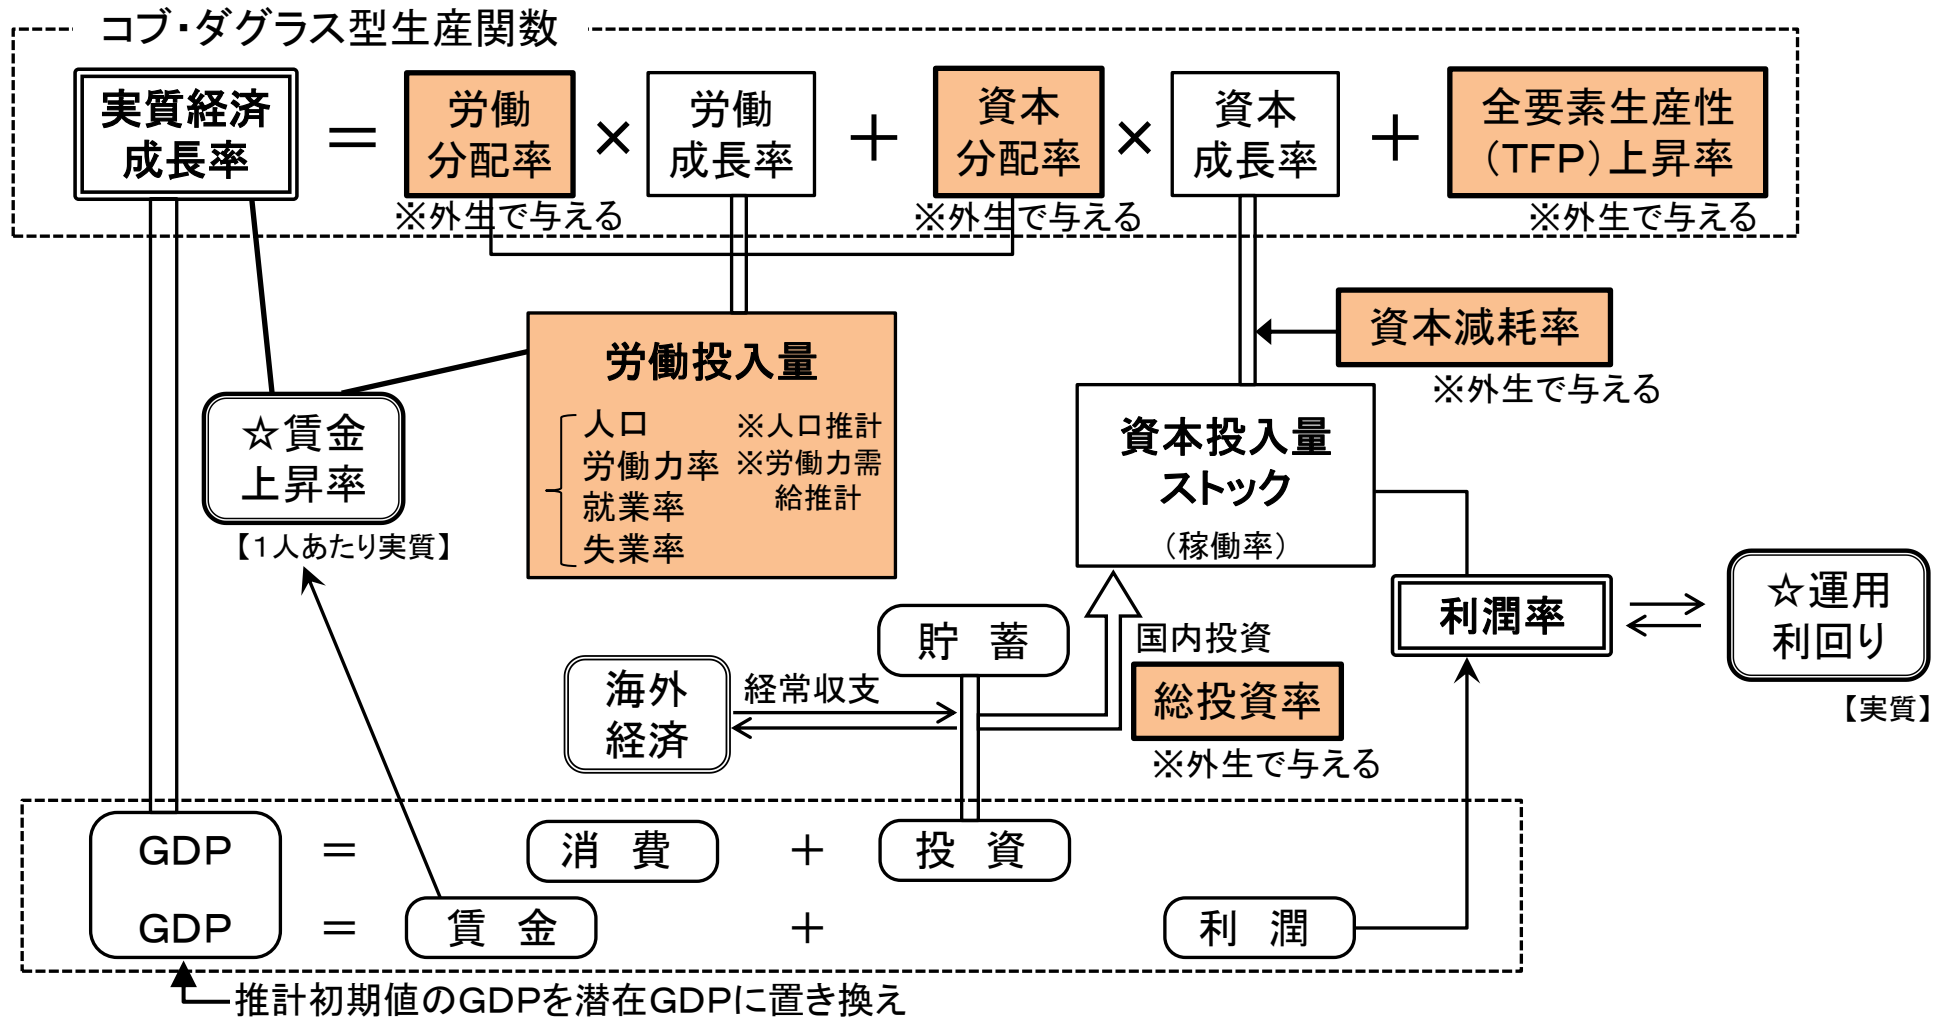 コブ・ダグラス型生産関数
実質経済
成長率
＝
労働
分配率
×
労働
成長率
＋
資本
分配率
×
資本
成長率
＋
全要素生産性
（TFP）上昇率
※外生で与える
※外生で与える
※外生で与える
資本減耗率
※外生で与える
労働投入量
人口
労働力率
就業率
失業率
※人口推計
※労働力需
給推計
☆賃金
上昇率
【１人あたり実質】
資本投入量
ストック
（稼働率）
利潤率
☆運用
利回り
【実質】
貯　蓄
国内投資
総投資率
※外生で与える
海外
経済
経常収支
GDP ＝ 消　費 ＋ 投　資
GDP ＝ 賃　金 ＋ 利　潤
推計初期値のGDPを潜在GDPに置き換え